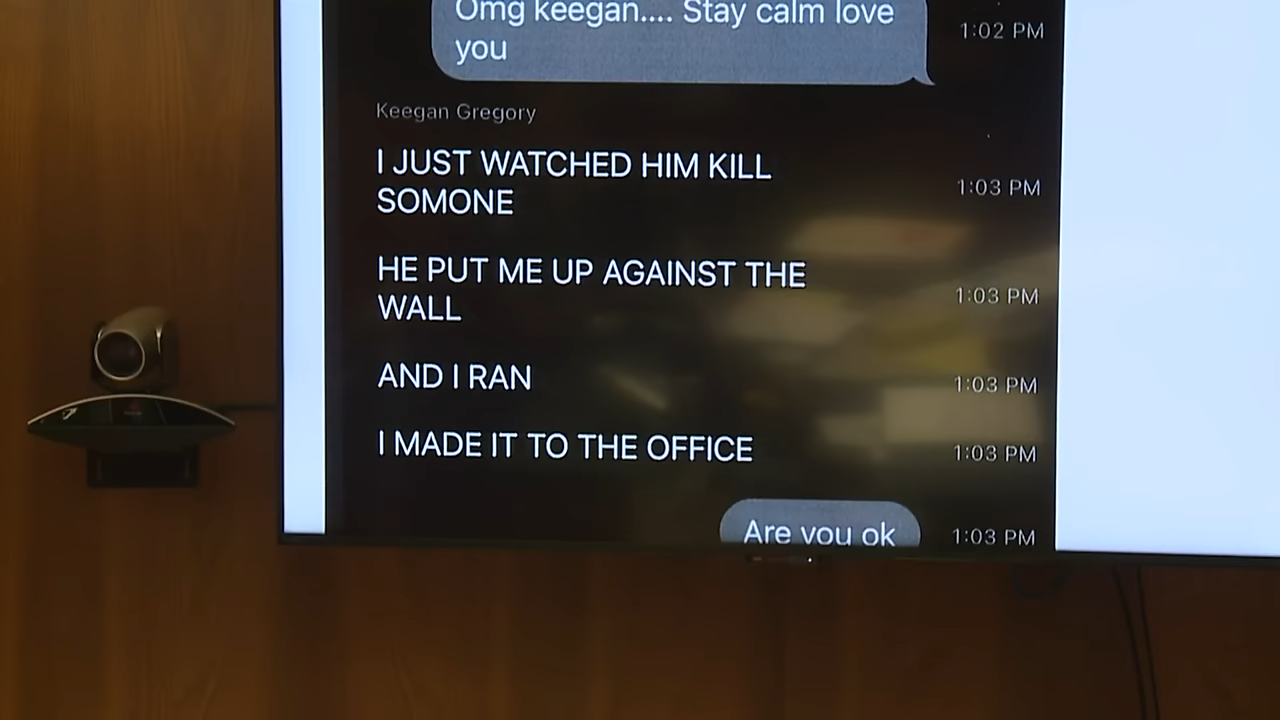 Omg keegan.... Stay calm love
you
1:02 PM
Keegan Gregory
I JUST WATCHED HIM KILL
SOMONE
1:03 PM
HE PUT ME UP AGAINST THE
WALL
1:03 PM
AND I RAN
1:03 PM
I MADE IT TO THE OFFICE
1:03 PM
Are you ok
1:03 PM